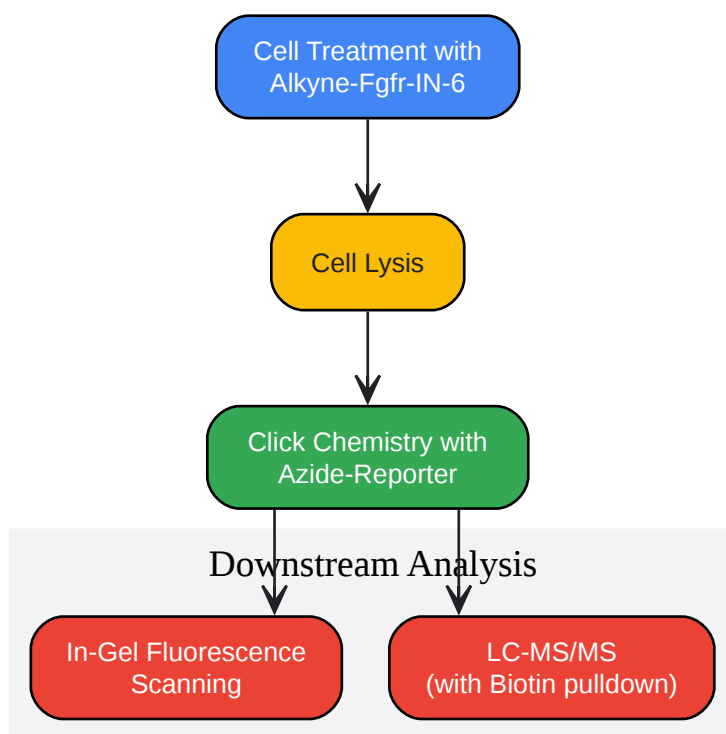 Cell Treatment with
Alkyne-Fgfr-IN-6
Cell Lysis
Click Chemistry with
Azide-Reporter
Downstream Analysis
In-Gel Fluorescence
Scanning
LC-MS/MS
(with Biotin pulldown)